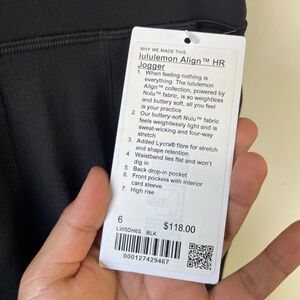 WHY WE MADE THIS
lululemon Align™ HR
Jogger
1. When feeling nothing is
everything. The lululemon
Align™ collection, powered by
Nulu™ fabric, is so weightless
and buttery soft, all you feel
is your practice
2. Our buttery-soft Nulu™ fabric
feels weightlessly light and is
sweat-wicking and four-way
stretch
3. Added Lycra® fibre for stretch
and shape retention
4. Waistband lies flat and won't
dig in
5. Back drop-in pocket
6. Front pockets with interior
card sleeve
7. High rise
6
$118.00
LW5DH6S BLK
000127429467